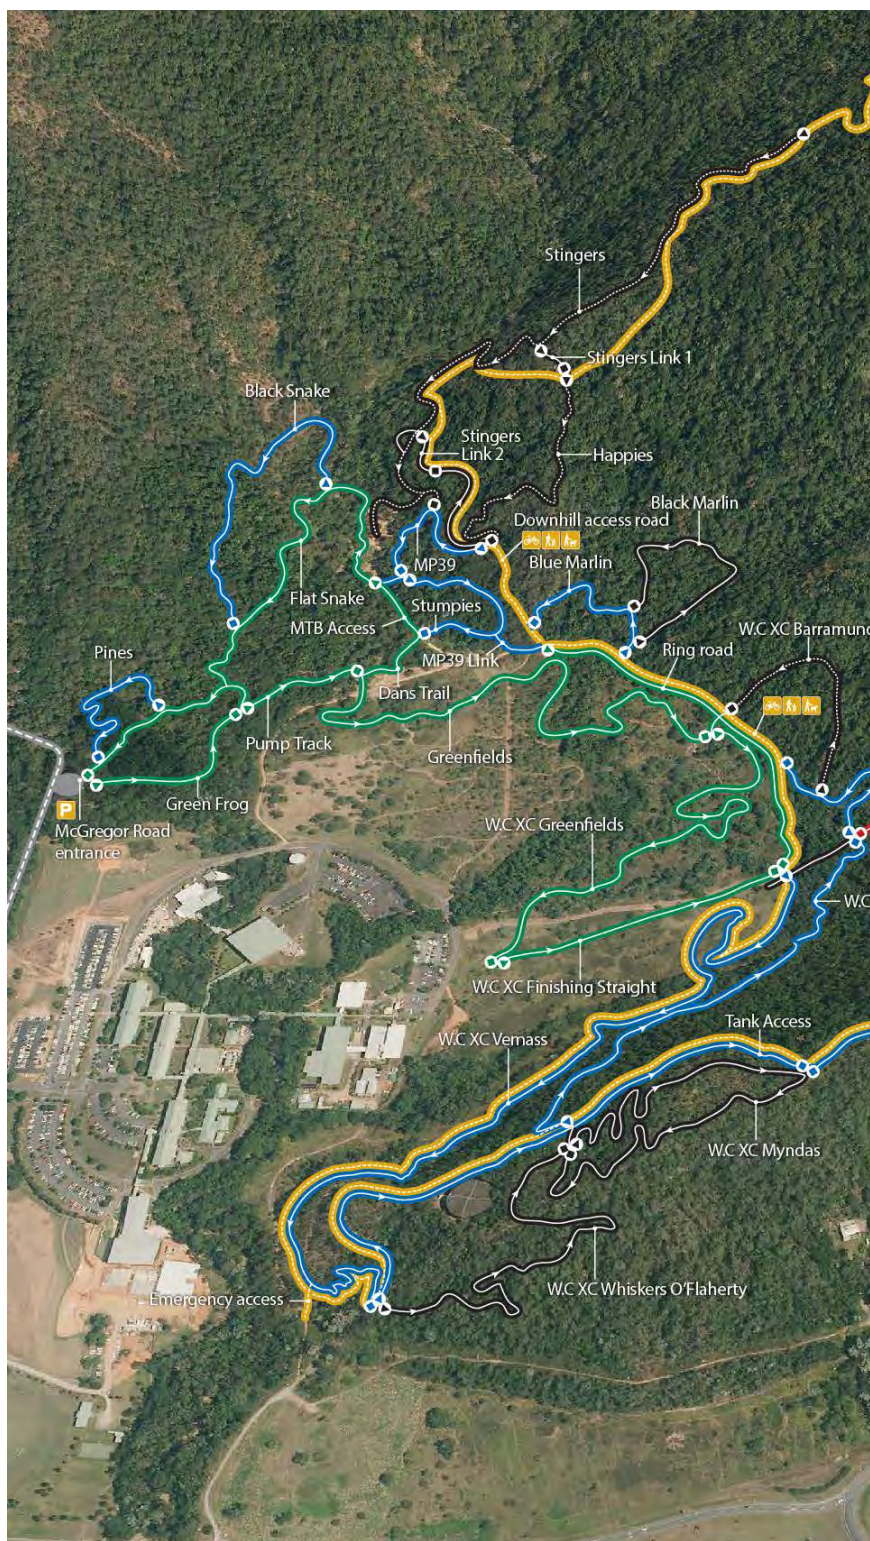 Stingers
Stingers Link 1
Black Snake
Stingers
Link 2
Happies
Black Marlin
Downhill access road
MP39
Blue Marlin
Flat Snake
Stumpies
MTB Access
W.C XC Barramund
Pines
MP39 Link
Ring road
Dans Trail
Pump Track
Greenfields
Green Frog
P
McGregor Road
entrance
W.C XC Greenfields
W.C
W.C XC Finishing Straight
Tank Access
W.C XC Vernass
W.C XC Myndas
W.C XC Whiskers O'Flaherty
Emergency access